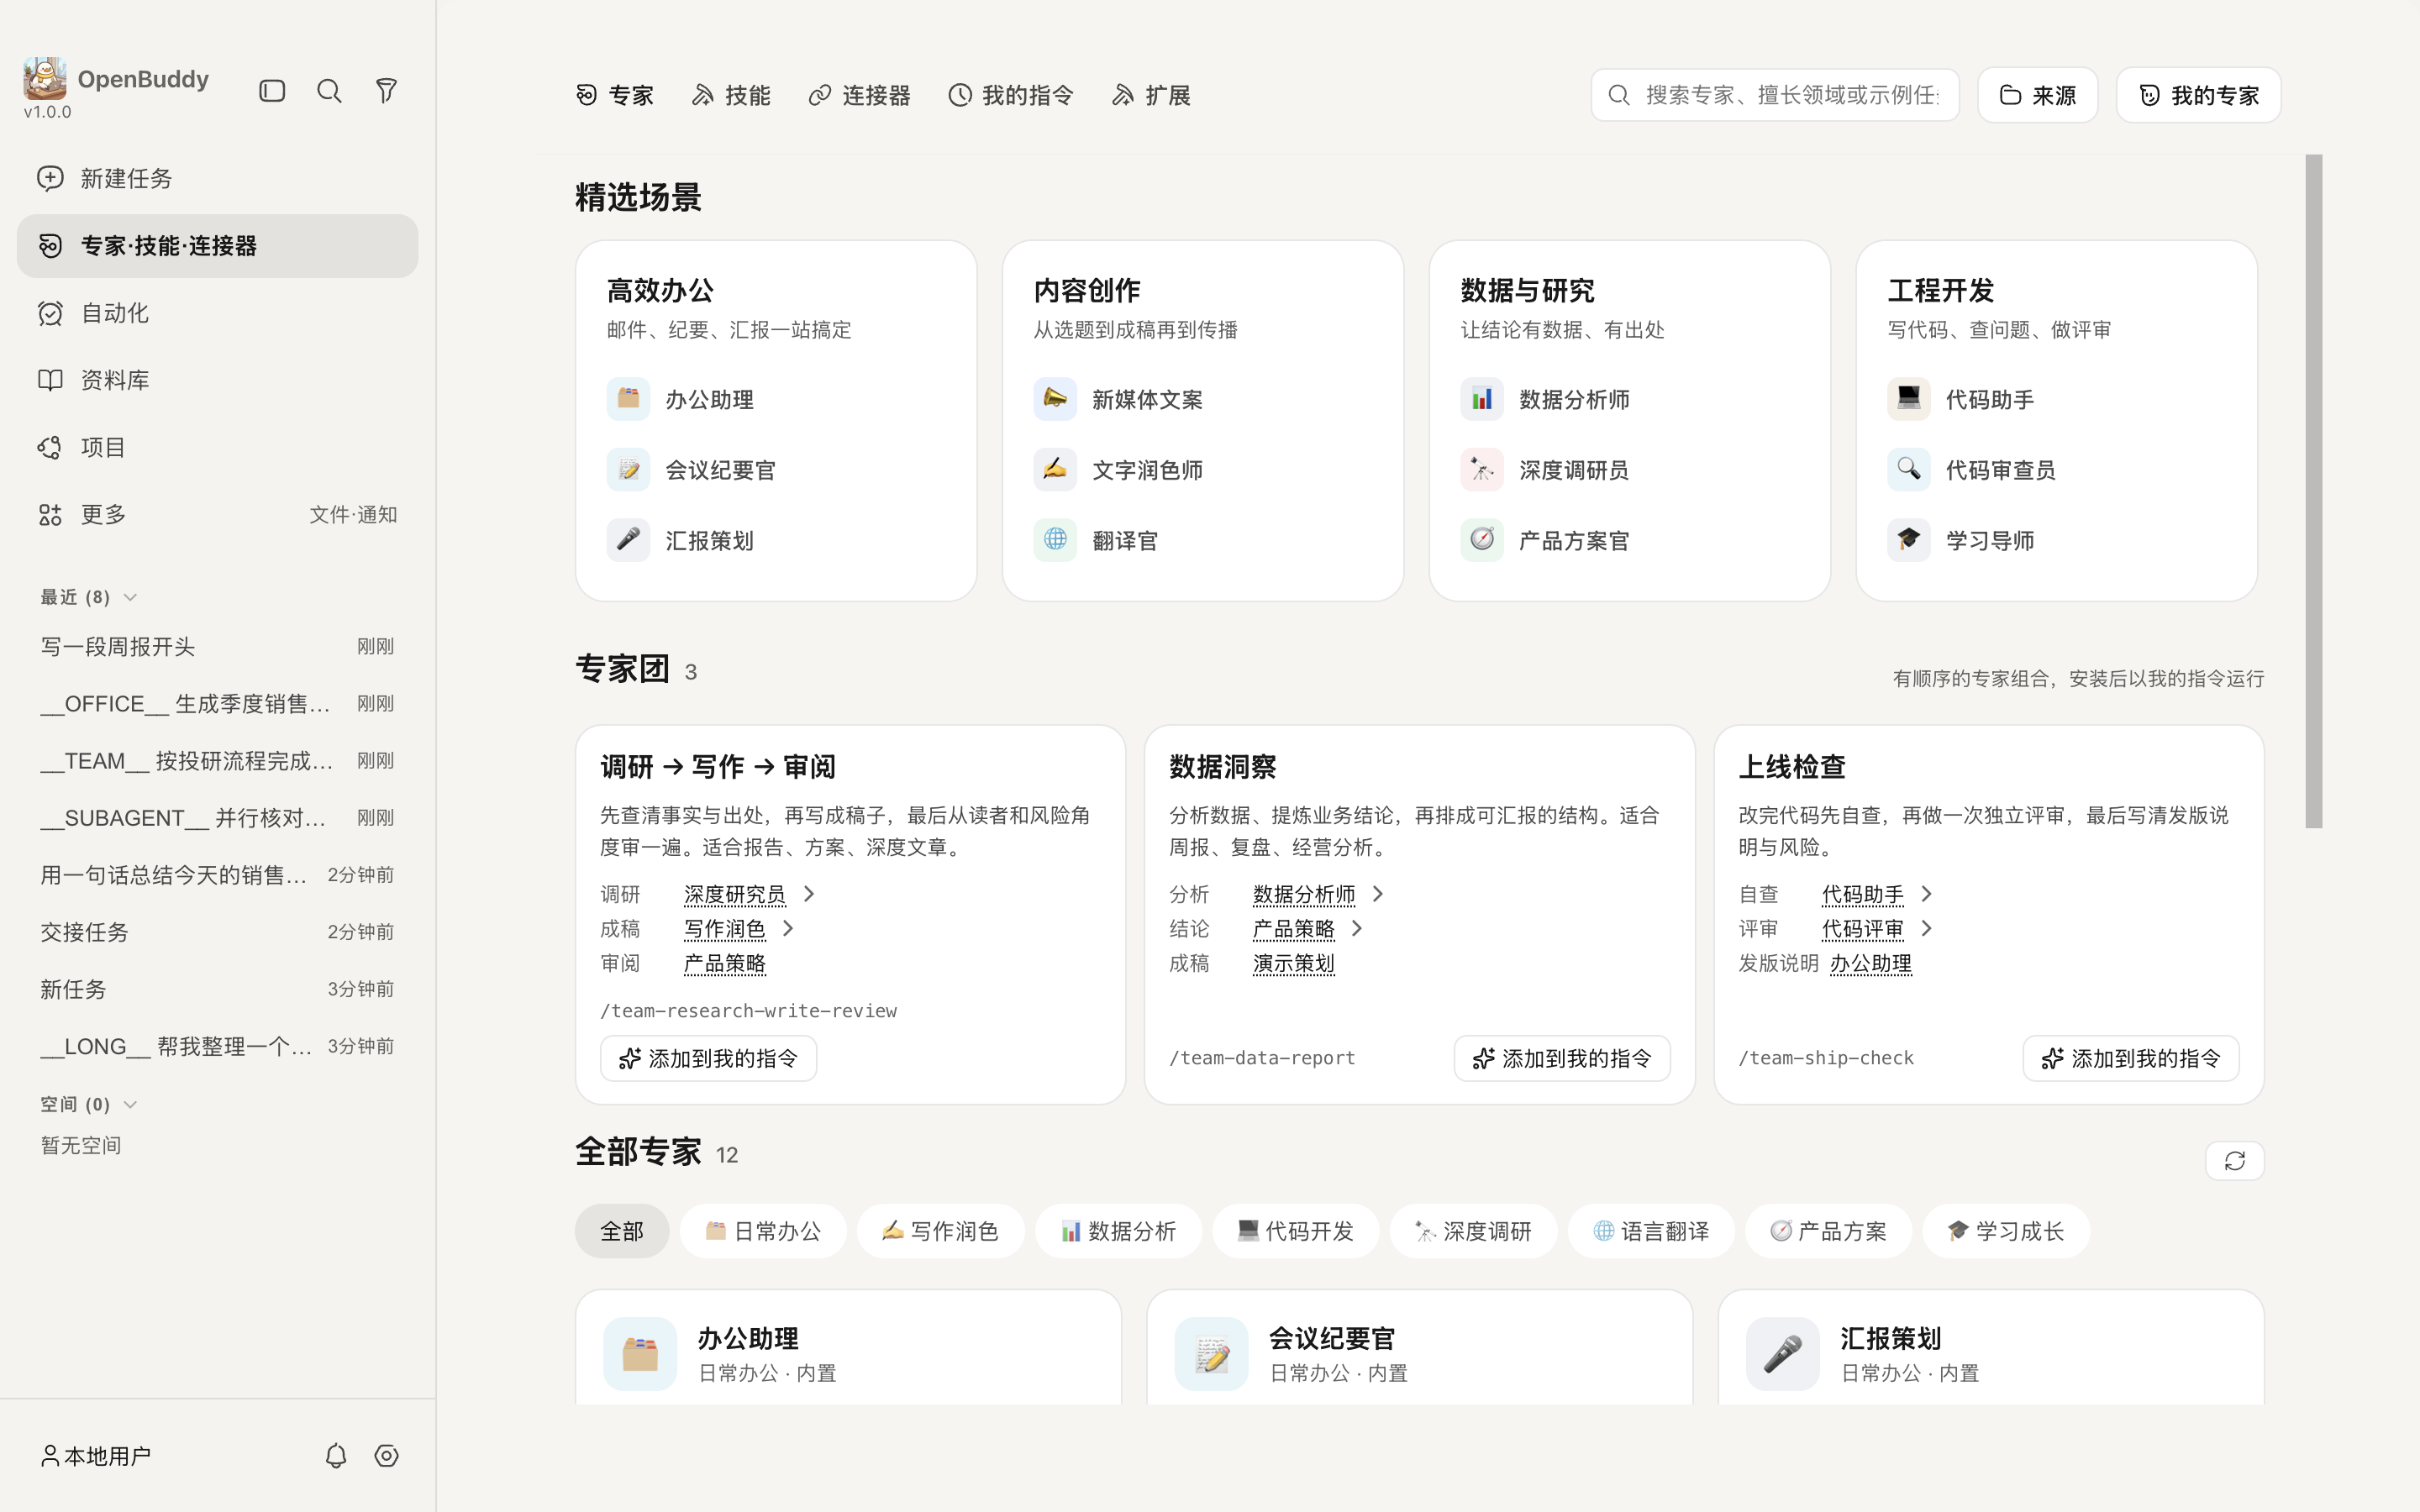 OpenBuddy
v1.0.0
新建任务
专家·技能·连接器
自动化
资料库
项目
更多 文件·通知
最近 (8)
写一段周报开头 刚刚
__OFFICE__ 生成季度销售... 刚刚
__TEAM__ 按投研流程完成... 刚刚
__SUBAGENT__ 并行核对... 刚刚
用一句话总结今天的销售... 2分钟前
交接任务 2分钟前
新任务 3分钟前
__LONG__ 帮我整理一个... 3分钟前
空间 (0)
暂无空间
本地用户
专家 技能 连接器 我的指令 扩展
搜索专家、擅长领域或示例任 来源 我的专家
精选场景
高效办公
邮件、纪要、汇报一站搞定
办公助理
会议纪要官
汇报策划
内容创作
从选题到成稿再到传播
新媒体文案
文字润色师
翻译官
数据与研究
让结论有数据、有出处
数据分析师
深度调研员
产品方案官
工程开发
写代码、查问题、做评审
代码助手
代码审查员
学习导师
专家团 3
有顺序的专家组合，安装后以我的指令运行
调研 → 写作 → 审阅
先查清事实与出处，再写成稿子，最后从读者和风险角
度审一遍。适合报告、方案、深度文章。
调研 深度研究员
成稿 写作润色
审阅 产品策略
/team-research-write-review
添加到我的指令
数据洞察
分析数据、提炼业务结论，再排成可汇报的结构。适合
周报、复盘、经营分析。
分析 数据分析师
结论 产品策略
成稿 演示策划
/team-data-report 添加到我的指令
上线检查
改完代码先自查，再做一次独立评审，最后写清发版说
明与风险。
自查 代码助手
评审 代码评审
发版说明 办公助理
/team-ship-check 添加到我的指令
全部专家 12
全部 日常办公 写作润色 数据分析 代码开发 深度调研 语言翻译 产品方案 学习成长
办公助理
日常办公 · 内置
会议纪要官
日常办公 · 内置
汇报策划
日常办公 · 内置